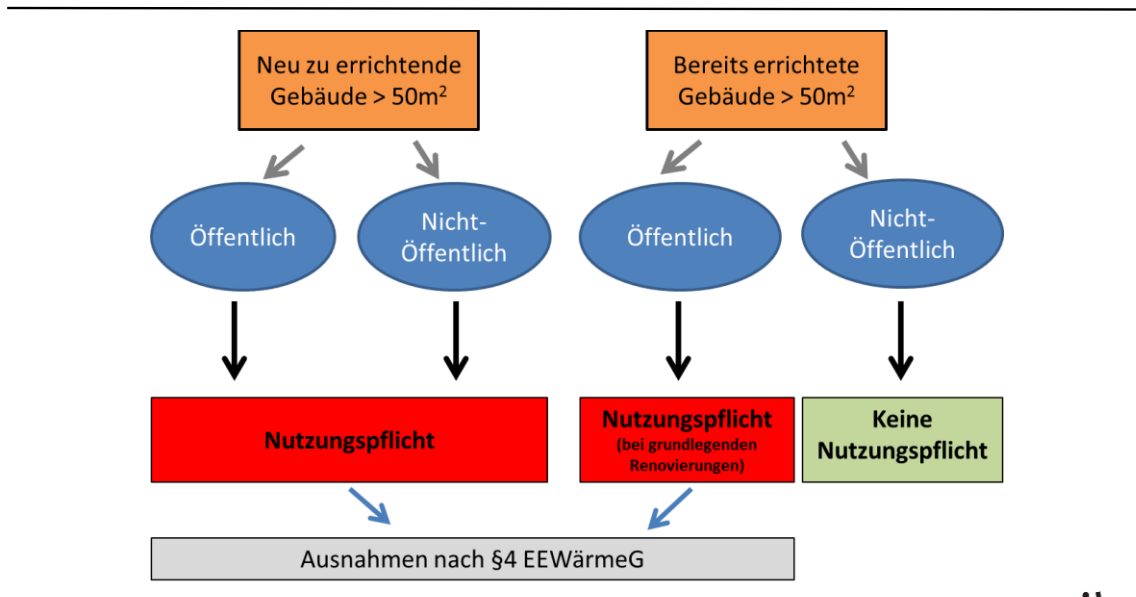 Neu zu errichtende
Gebäude > 50m²
Bereits errichtete
Gebäude > 50m²
Öffentlich
Nicht-
Öffentlich
Öffentlich
Nicht-
Öffentlich
Nutzungspflicht
Nutzungspflicht
(bei grundlegenden
Renovierungen)
Keine
Nutzungspflicht
Ausnahmen nach §4 EEWärmeG